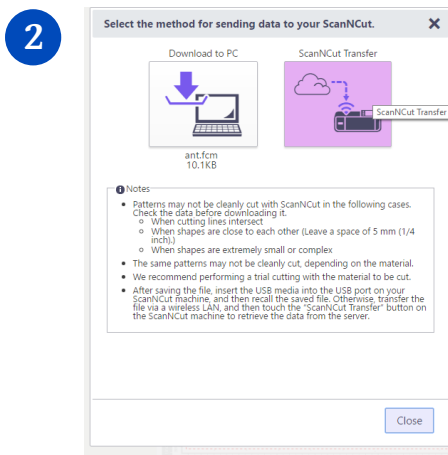 2
Select the method for sending data to your ScanNCut.
Download to PC
ScanNCut Transfer
ScanNCut Transfer
ant.fcm
10.1KB
Notes
• Patterns may not be cleanly cut with ScanNCut in the following cases.
Check the data before downloading it.
○ When cutting lines intersect
○ When shapes are close to each other (Leave a space of 5 mm (1/4
inch).)
○ When shapes are extremely small or complex
• The same patterns may not be cleanly cut, depending on the material.
• We recommend performing a trial cutting with the material to be cut.
• After saving the file, insert the USB media into the USB port on your
ScanNCut machine, and then recall the saved file. Otherwise, transfer the
file via a wireless LAN, and then touch the "ScanNCut Transfer" button on
the ScanNCut machine to retrieve the data from the server.
Close